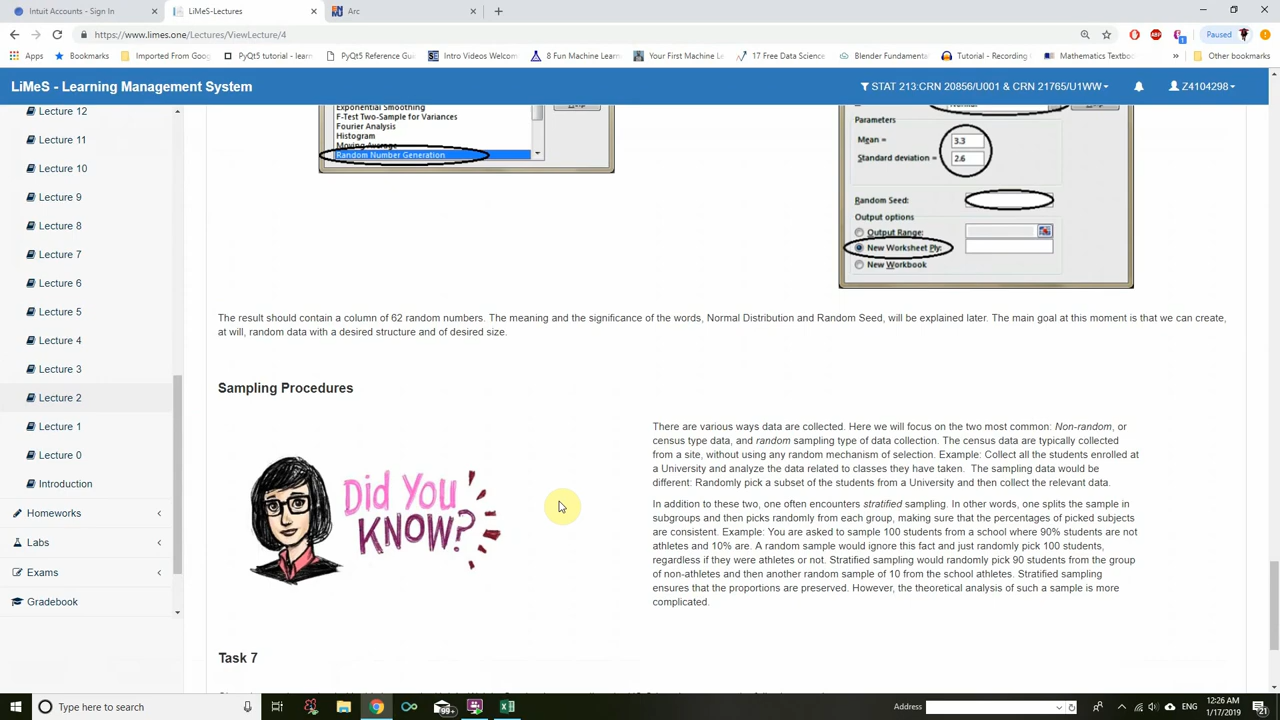 Intuit Accounts - Sign In
LiMeS-Lectures
Arc
https://www.limes.one/Lectures/ViewLecture/4
Paused
Apps
Bookmarks
Imported From Goog
PyQt5 tutorial - learn
PyQt5 Reference Gu
Intro Videos Welcom
8 Fun Machine Learn
Your First Machine Le
17 Free Data Science
Blender Fundamenta
Tutorial - Recording
Mathematics Textbo
Other bookmarks
LiMeS - Learning Management System
STAT 213:CRN 20856/U001 & CRN 21765/U1WW
Z4104298
Lecture 12
Lecture 11
Lecture 10
Lecture 9
Lecture 8
Lecture 7
Lecture 6
Lecture 5
Lecture 4
Lecture 3
Lecture 2
Lecture 1
Lecture 0
Introduction
Homeworks
Labs
Exams
Gradebook
Exponential Smoothing
F-Test Two-Sample for Variances
Fourier Analysis
Histogram
Moving Average
Random Number Generation
Parameters
Mean = 3.3
Standard deviation = 2.6
Random Seed:
Output options
Output Range:
New Worksheet Ply:
New Workbook
The result should contain a column of 62 random numbers. The meaning and the significance of the words, Normal Distribution and Random Seed, will be explained later. The main goal at this moment is that we can create,
at will, random data with a desired structure and of desired size.
Sampling Procedures
Did You
KNOW?
There are various ways data are collected. Here we will focus on the two most common: Non-random, or
census type data, and random sampling type of data collection. The census data are typically collected
from a site, without using any random mechanism of selection. Example: Collect all the students enrolled at
a University and analyze the data related to classes they have taken. The sampling data would be
different: Randomly pick a subset of the students from a University and then collect the relevant data.
In addition to these two, one often encounters stratified sampling. In other words, one splits the sample in
subgroups and then picks randomly from each group, making sure that the percentages of picked subjects
are consistent. Example: You are asked to sample 100 students from a school where 90% students are not
athletes and 10% are. A random sample would ignore this fact and just randomly pick 100 students,
regardless if they were athletes or not. Stratified sampling would randomly pick 90 students from the group
of non-athletes and then another random sample of 10 from the school athletes. Stratified sampling
ensures that the proportions are preserved. However, the theoretical analysis of such a sample is more
complicated.
Task 7
Type here to search
99+
Address
12:26 AM
1/17/2019
21